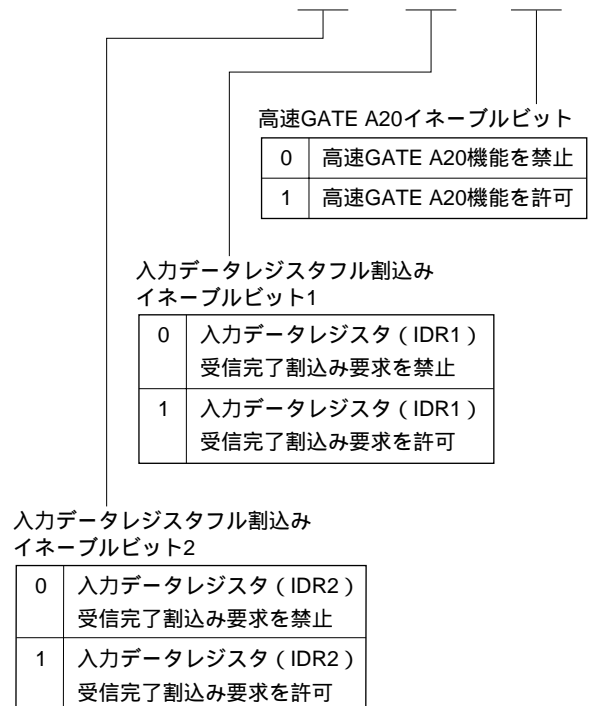 高速GATE A20イネーブルビット
0 高速GATE A20機能を禁止
1 高速GATE A20機能を許可
入力データレジスタフル割込み
イネーブルビット1
0 入力データレジスタ（IDR1）
受信完了割込み要求を禁止
1 入力データレジスタ（IDR1）
受信完了割込み要求を許可
入力データレジスタフル割込み
イネーブルビット2
0 入力データレジスタ（IDR2）
受信完了割込み要求を禁止
1 入力データレジスタ（IDR2）
受信完了割込み要求を許可